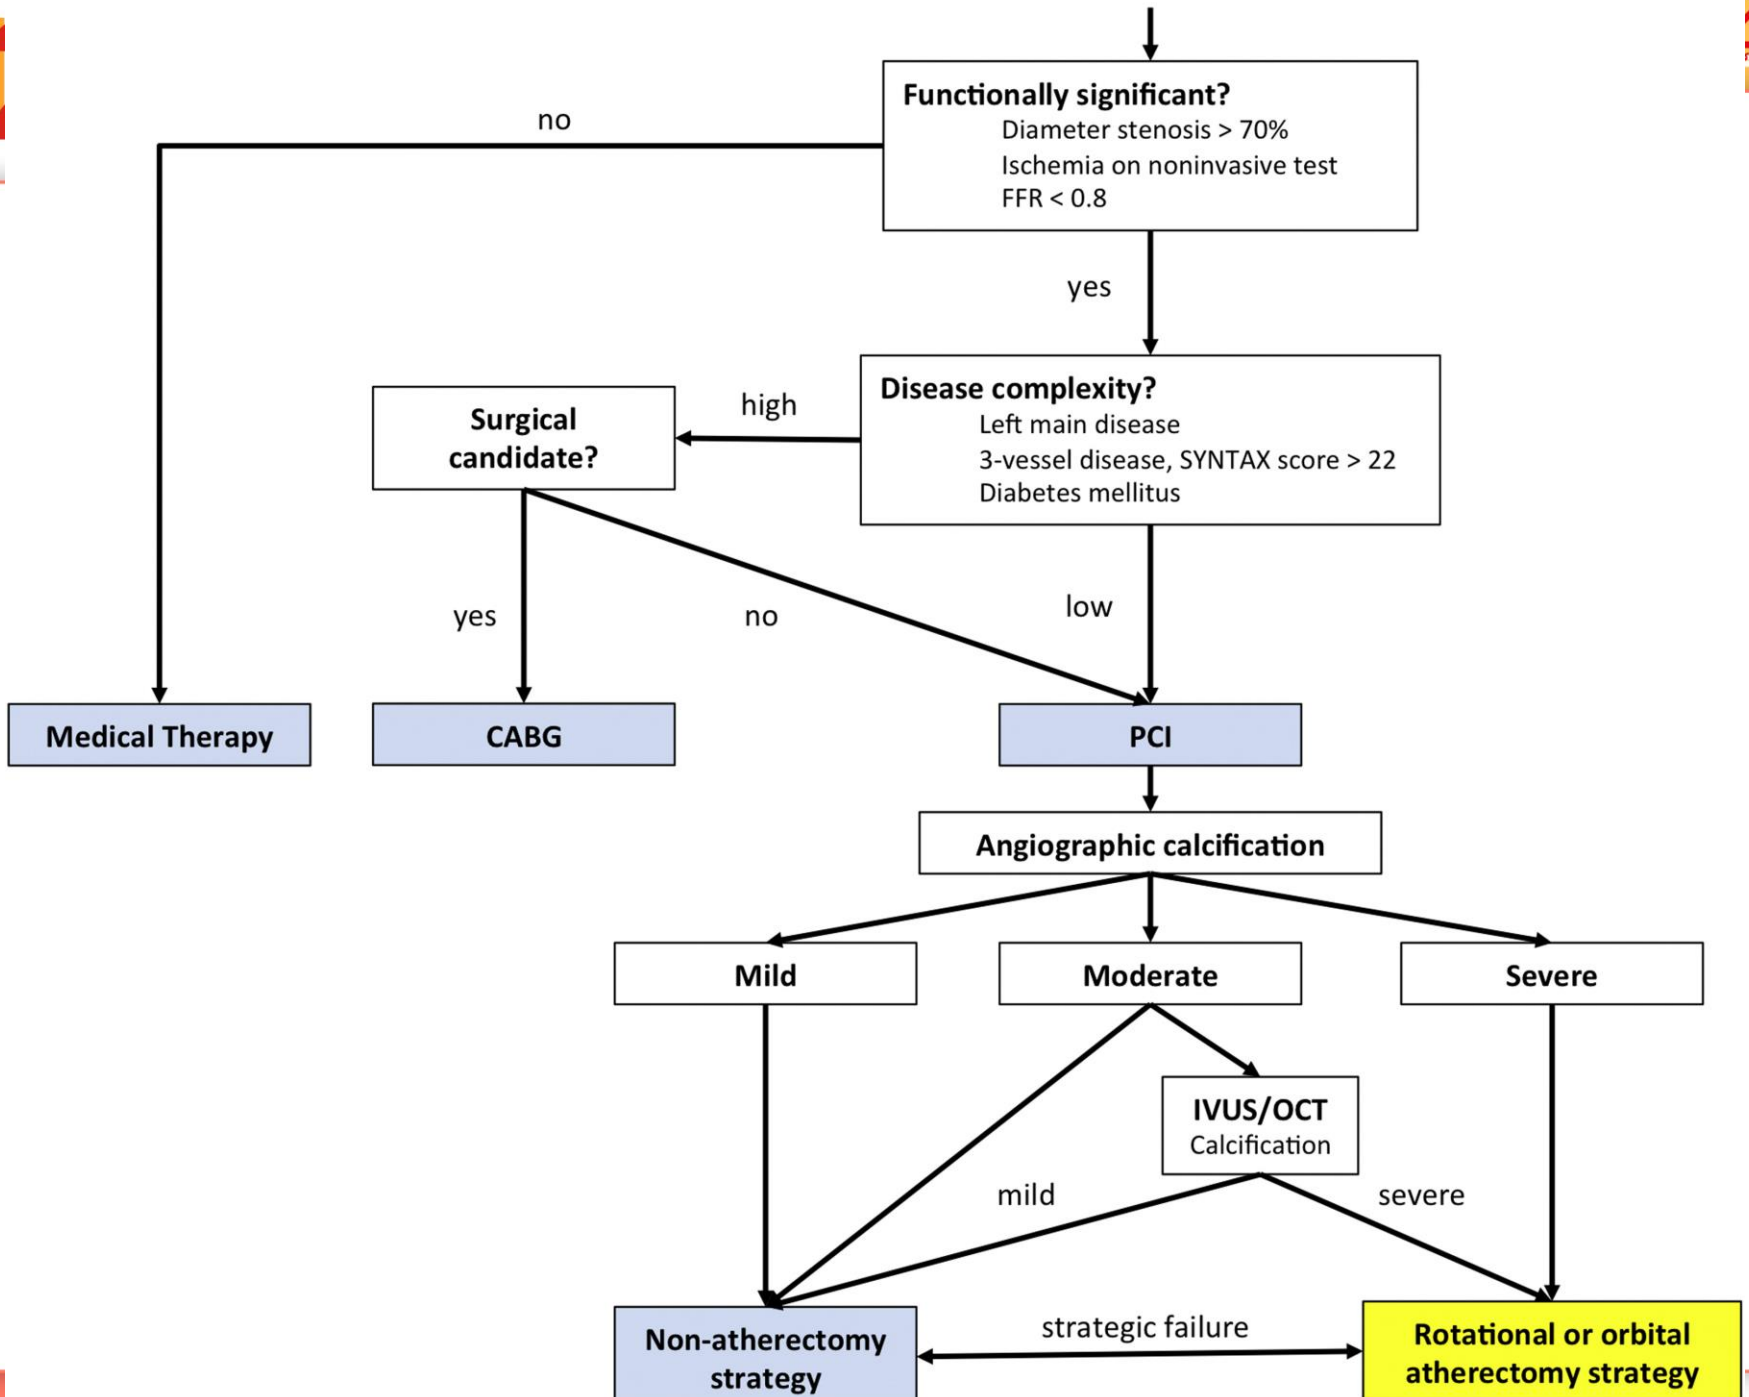 Functionally significant?
Diameter stenosis > 70%
Ischemia on noninvasive test
FFR < 0.8
no
yes
Disease complexity?
Left main disease
3-vessel disease, SYNTAX score > 22
Diabetes mellitus
high
Surgical
candidate?
yes
no
low
Medical Therapy
CABG
PCI
Angiographic calcification
Mild
Moderate
Severe
IVUS/OCT
Calcification
mild
severe
Non-atherectomy
strategy
strategic failure
Rotational or orbital
atherectomy strategy